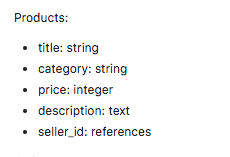 Products:
• title: string
• category: string
• price: integer
• description: text
• seller_id: references